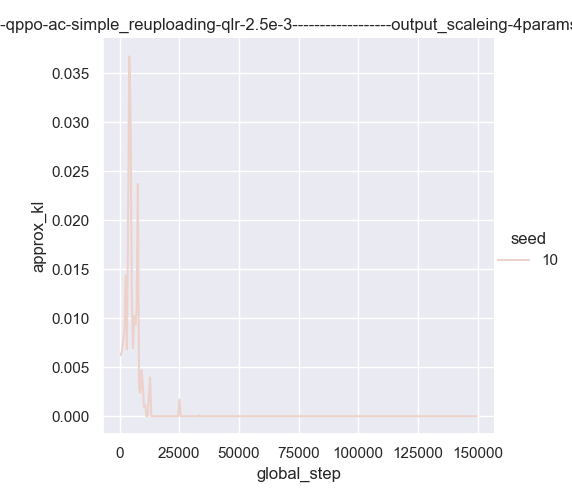 -qppo-ac-simple_reuploading-qlr-2.5e-3------------------output_scaleing-4params
0.035
0.030
0.025
0.020
0.015
0.010
0.005
0.000
approx_kl
0 25000 50000 75000 100000 125000 150000
global_step
seed
10